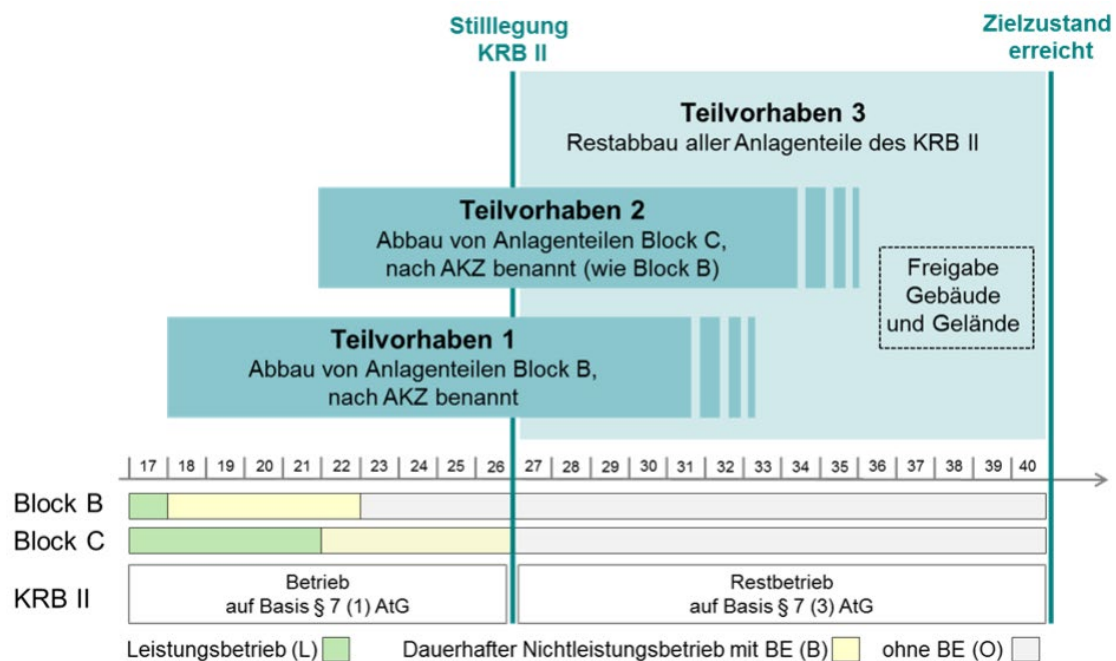 Stilllegung
KRB II
Zielzustand
erreicht
Teilvorhaben 3
Restabbau aller Anlagenteile des KRB II
Teilvorhaben 2
Abbau von Anlagenteilen Block C,
nach AKZ benannt (wie Block B)
Freigabe
Gebäude
und Gelände
Teilvorhaben 1
Abbau von Anlagenteilen Block B,
nach AKZ benannt
17 18 19 20 21 22 23 24 25 26 27 28 29 30 31 32 33 34 35 36 37 38 39 40
Block B
Block C
KRB II
Betrieb
auf Basis § 7 (1) AtG
Restbetrieb
auf Basis § 7 (3) AtG
Leistungsbetrieb (L) Dauerhafter Nichtleistungsbetrieb mit BE (B) ohne BE (O)